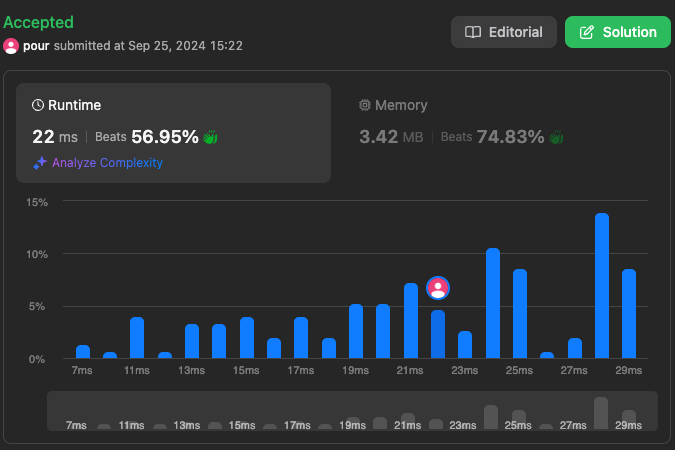 Accepted
pour submitted at Sep 25, 2024 15:22
Editorial
Solution
Runtime
22 ms | Beats 56.95%
Analyze Complexity
Memory
3.42 MB | Beats 74.83%
15%
10%
5%
0%
7ms 11ms 13ms 15ms 17ms 19ms 21ms 23ms 25ms 27ms 29ms
7ms 11ms 13ms 15ms 17ms 19ms 21ms 23ms 25ms 27ms 29ms